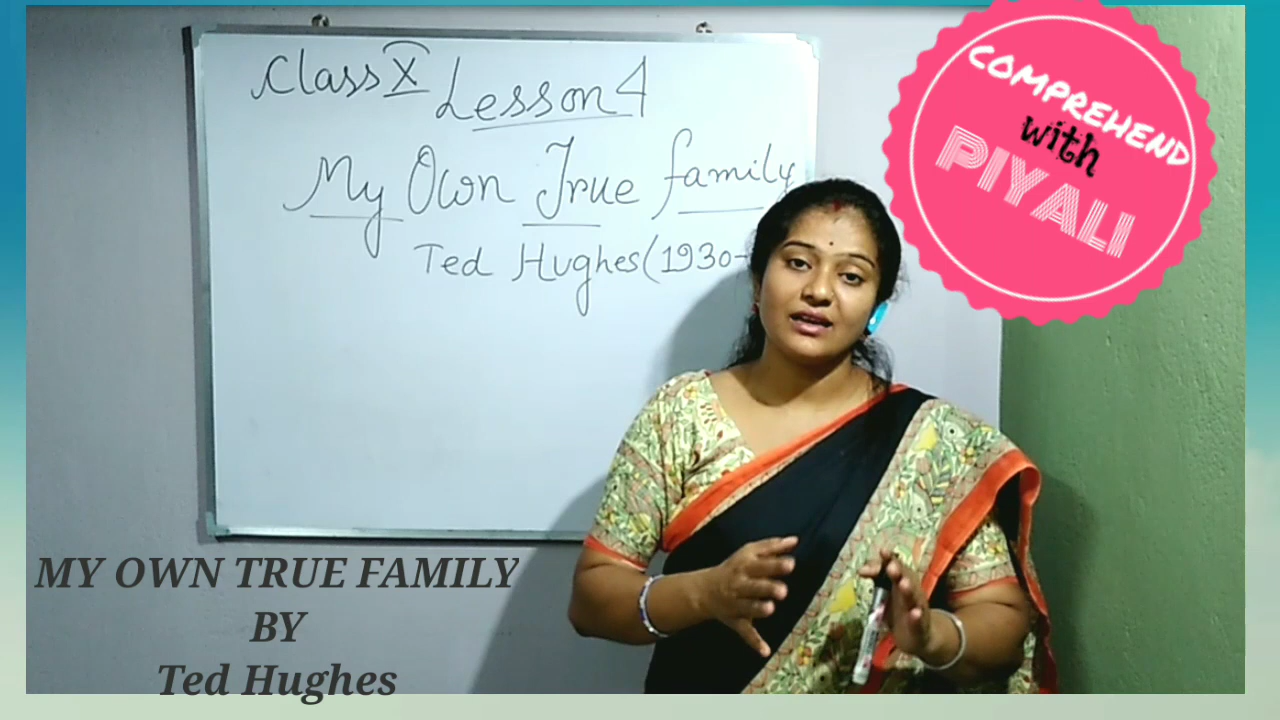 Class X Lesson 4
My Own True family
Ted Hughes (1930-
COMPREHEND
with
PIYALI
MY OWN TRUE FAMILY
BY
Ted Hughes